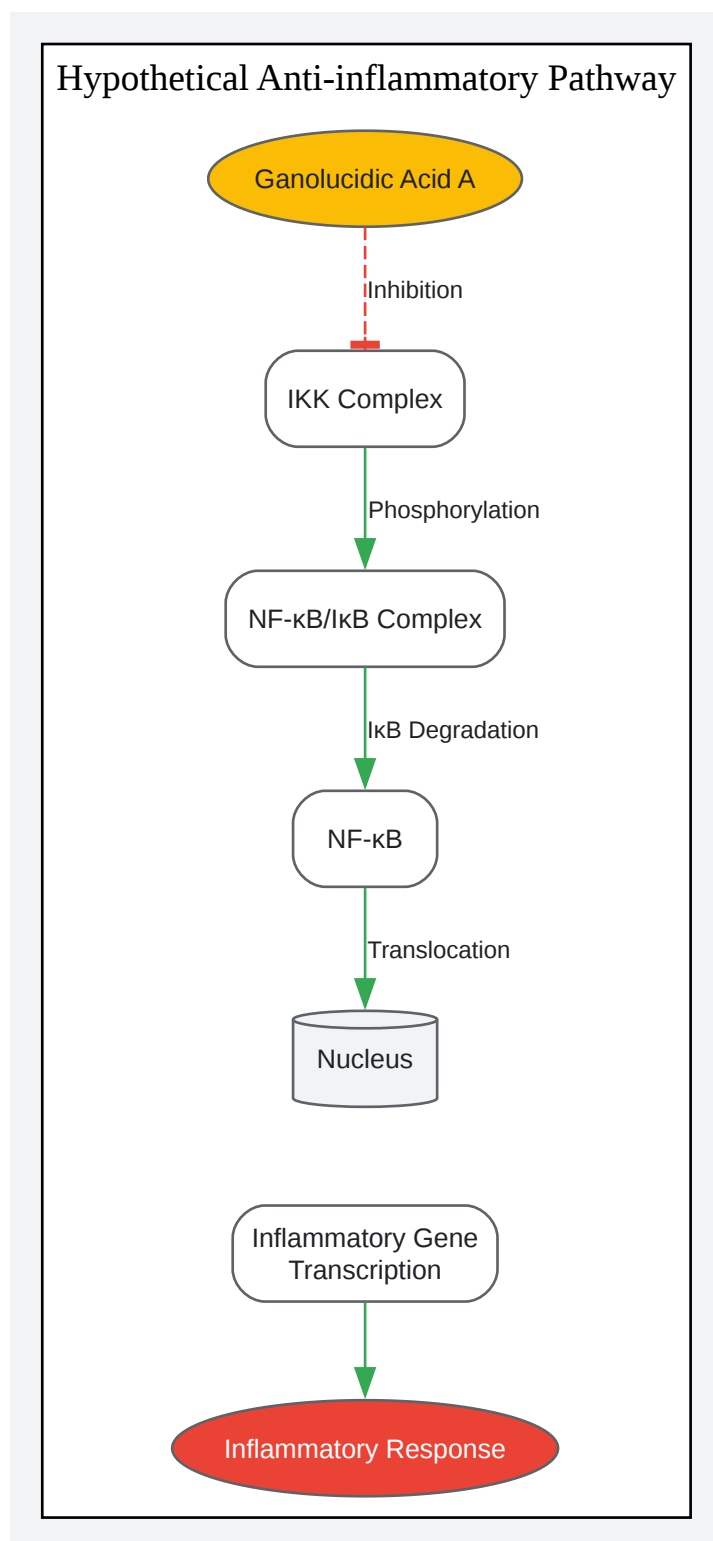 Hypothetical Anti-inflammatory Pathway
Ganolucidic Acid A
Inhibition
IKK Complex
Phosphorylation
NF-κB/IκB Complex
IκB Degradation
NF-κB
Translocation
Nucleus
Inflammatory Gene
Transcription
Inflammatory Response